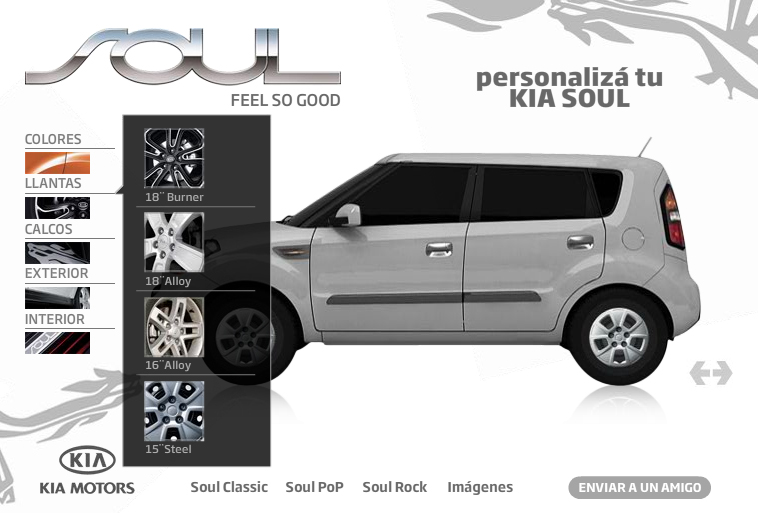 SOUL
FEEL SO GOOD
personalizá tu
KIA SOUL
COLORES
LLANTAS
CALCOS
EXTERIOR
INTERIOR
18¨Burner
18¨Alloy
16¨Alloy
15¨Steel
KIA
KIA MOTORS
Soul Classic
Soul PoP
Soul Rock
Imágenes
ENVIAR A UN AMIGO